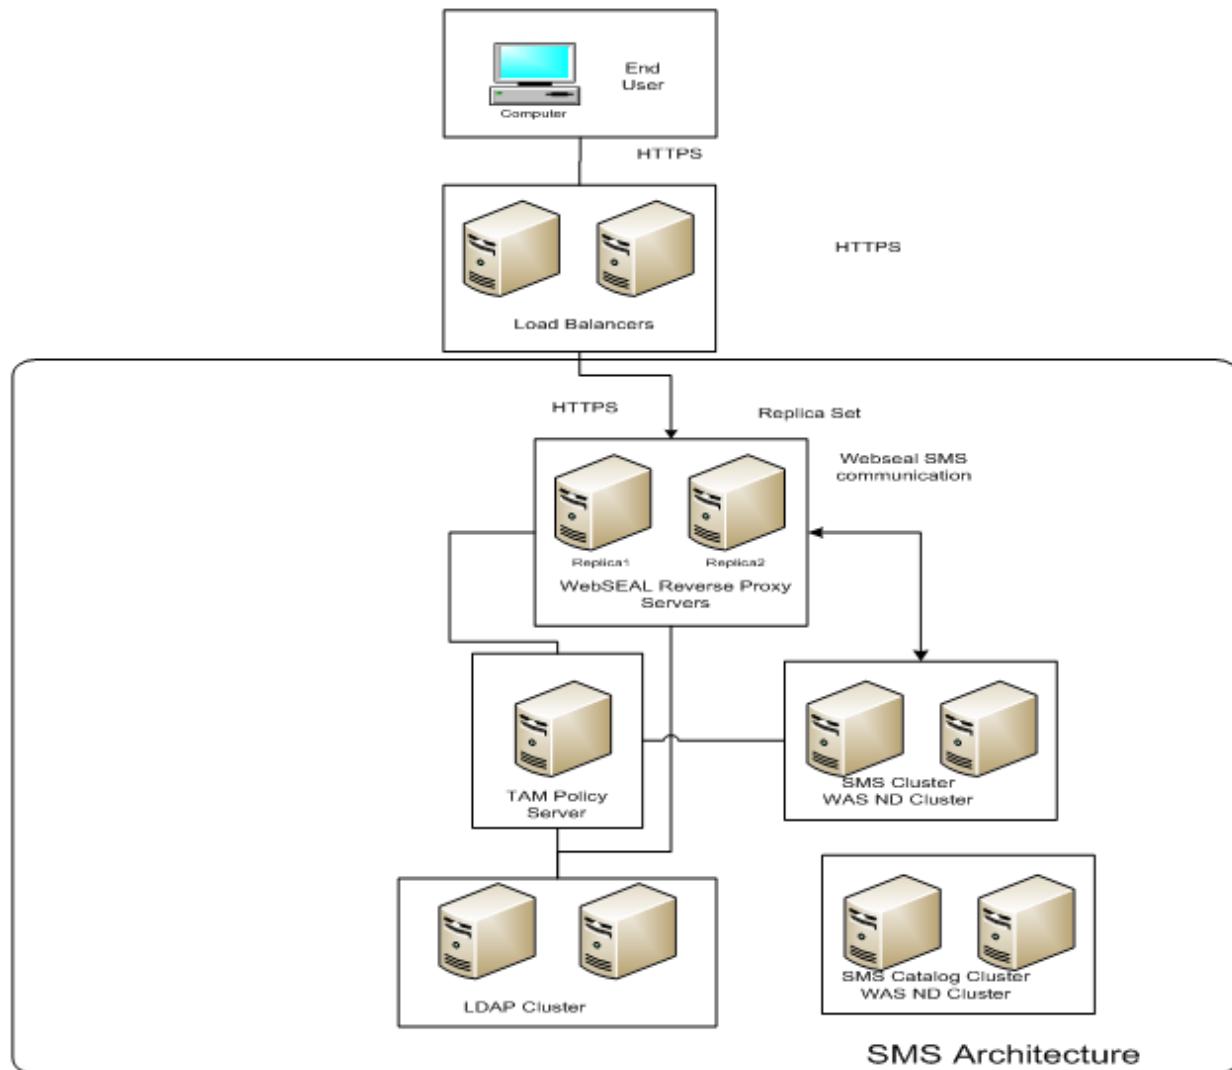 End
User
Computer
HTTPS
HTTPS
Load Balancers
HTTPS
Replica Set
Webseal SMS
communication
Replica1
Replica2
WebSEAL Reverse Proxy
Servers
TAM Policy
Server
SMS Cluster
WAS ND Cluster
LDAP Cluster
SMS Catalog Cluster
WAS ND Cluster
SMS Architecture